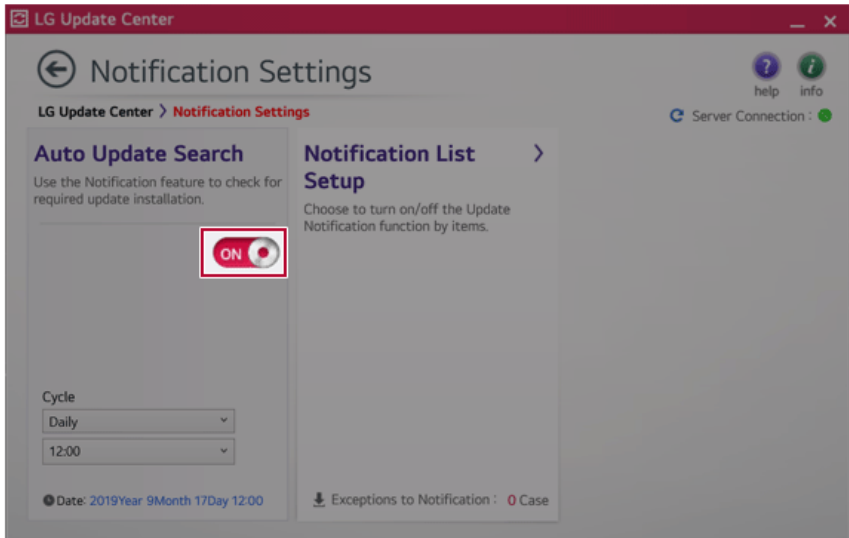 LG Update Center
Notification Settings
help
info
LG Update Center > Notification Settings
Server Connection :
Auto Update Search
Use the Notification feature to check for
required update installation.
ON
Cycle
Daily
12:00
Date: 2019Year 9Month 17Day 12:00
Notification List
Setup
Choose to turn on/off the Update
Notification function by items.
Exceptions to Notification : 0 Case